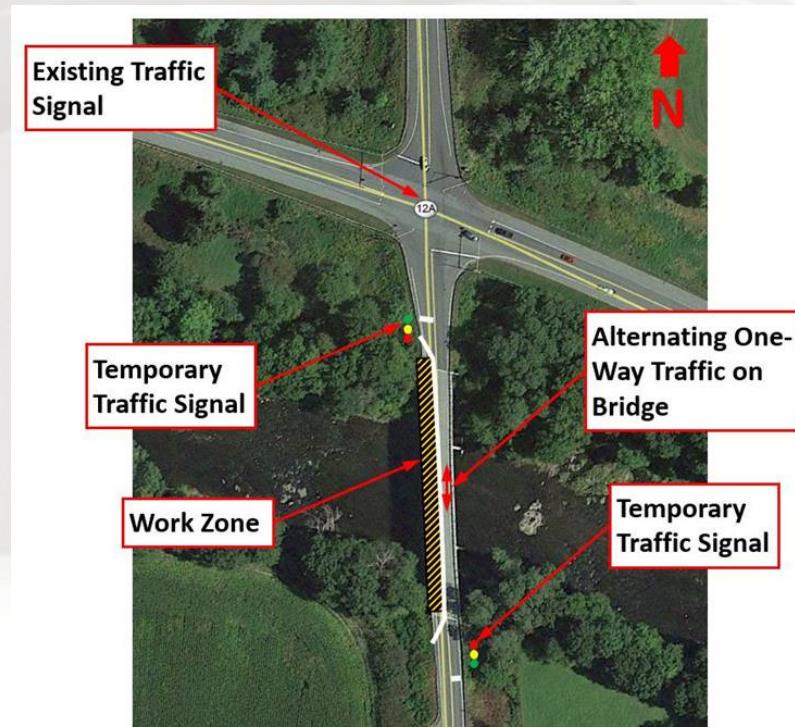 Existing Traffic
Signal
N
12A
Temporary
Traffic Signal
Alternating One-
Way Traffic on
Bridge
Work Zone
Temporary
Traffic Signal